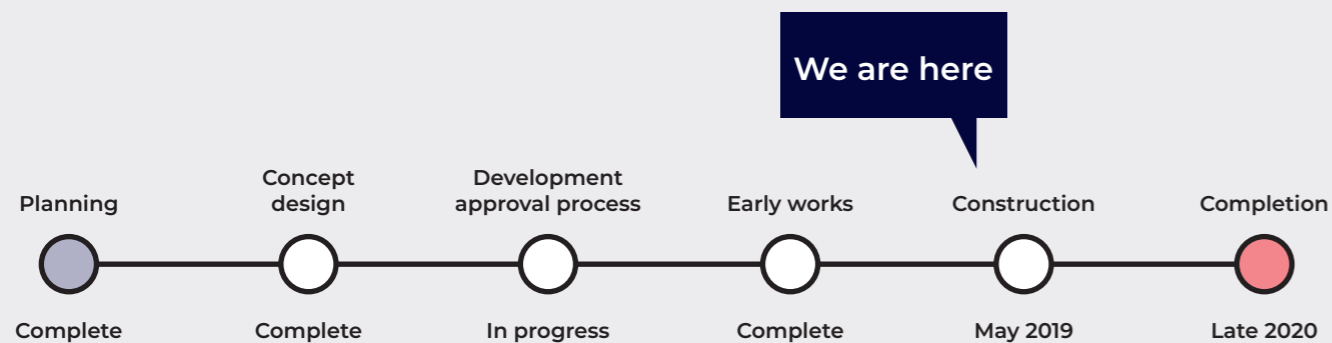 We are here
Planning
Concept
design
Development
approval process
Early works
Construction
Completion
Complete
Complete
In progress
Complete
May 2019
Late 2020